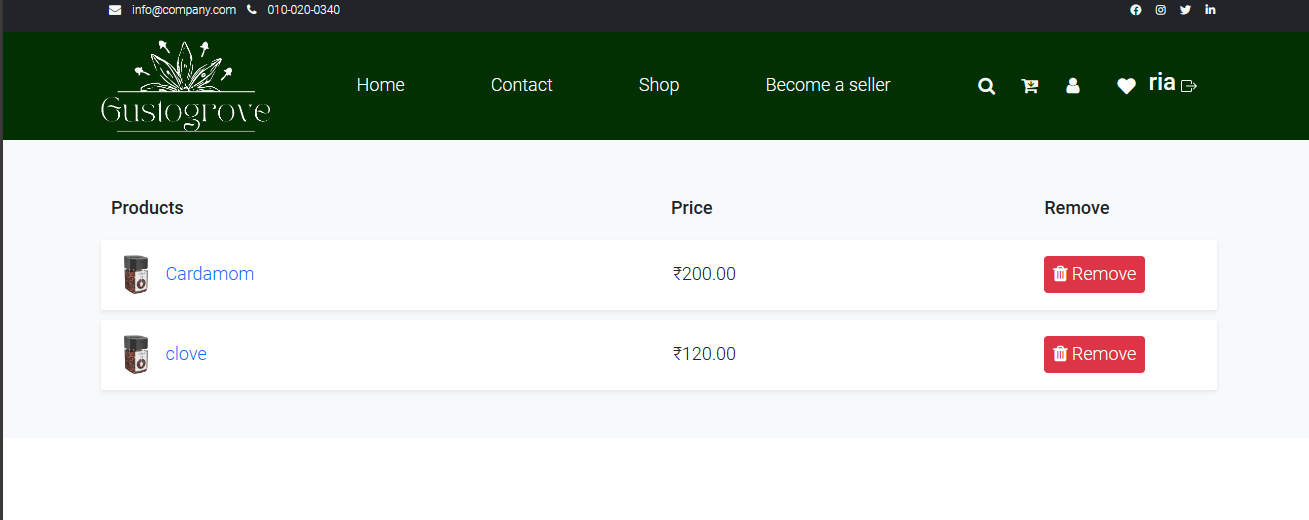 info@company.com 010-020-0340
Gustogrove
Home Contact Shop Become a seller ria
Products Price Remove
Cardamom ₹200.00 Remove
clove ₹120.00 Remove